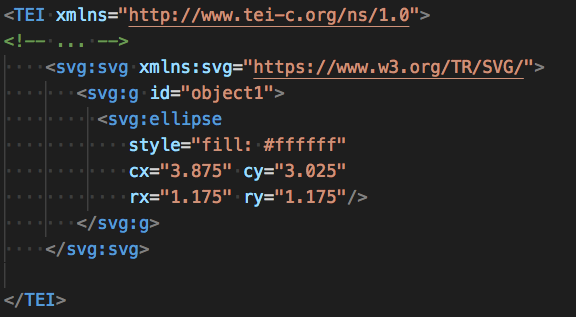 <TEI xmlns="http://www.tei-c.org/ns/1.0">
<!-- ... -->
    <svg:svg xmlns:svg="https://www.w3.org/TR/SVG/">
       <svg:g id="object1">
         <svg:ellipse
            style="fill: #ffffff"
            cx="3.875" cy="3.025"
            rx="1.175" ry="1.175"/>
       </svg:g>
    </svg:svg>

</TEI>